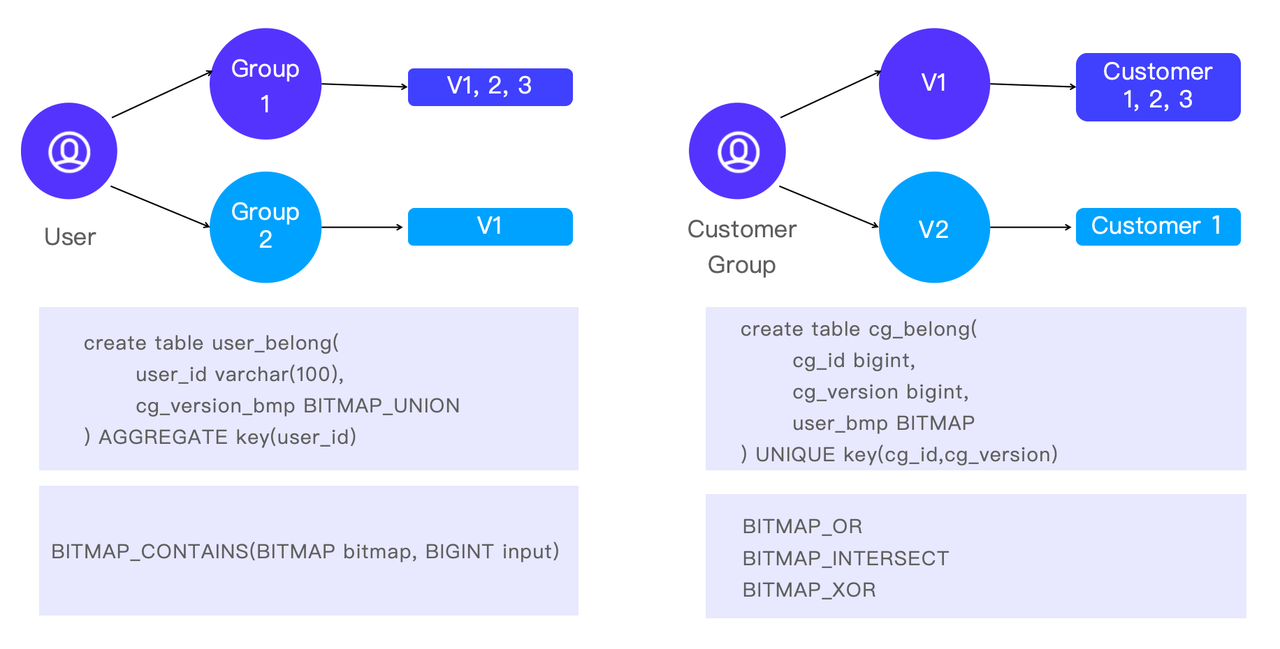 Group
1
V1, 2, 3
Group
2
V1
User
create table user_belong(
user_id varchar(100),
cg_version_bmp BITMAP_UNION
) AGGREGATE key(user_id)
BITMAP_CONTAINS(BITMAP bitmap, BIGINT input)
V1
Customer
1, 2, 3
V2
Customer 1
Customer
Group
create table cg_belong(
cg_id bigint,
cg_version bigint,
user_bmp BITMAP
) UNIQUE key(cg_id,cg_version)
BITMAP_OR
BITMAP_INTERSECT
BITMAP_XOR